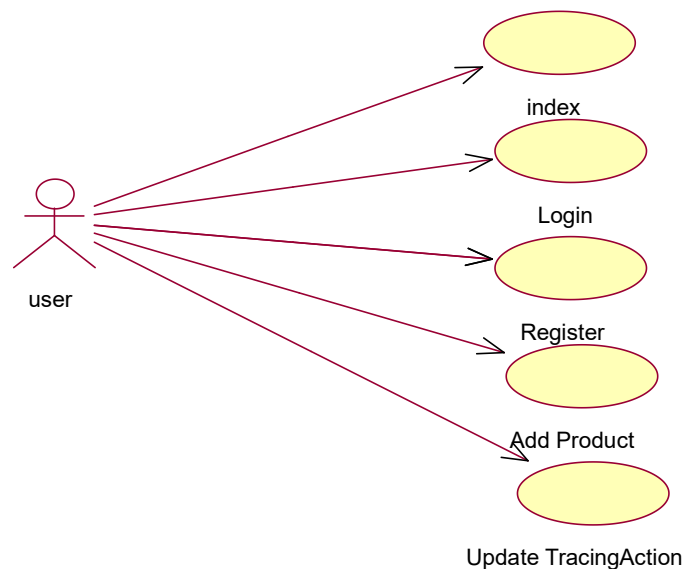 index
Login
user
Register
Add Product
Update TracingAction